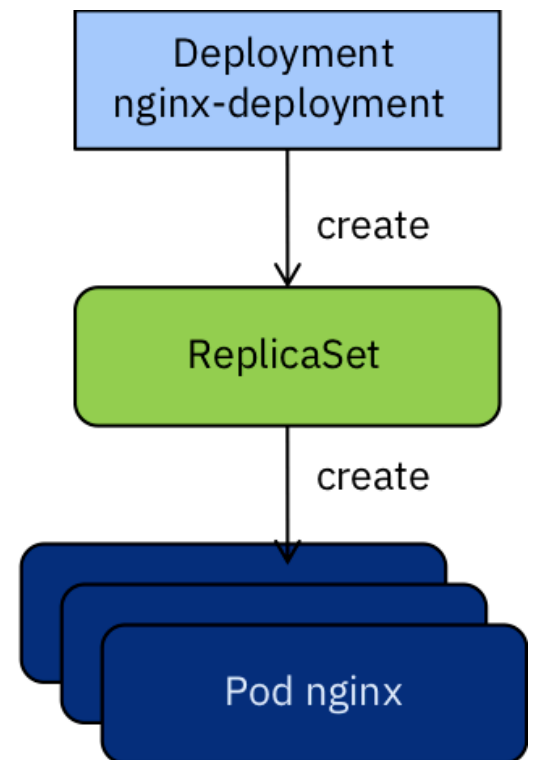 Deployment
nginx-deployment
create
ReplicaSet
create
Pod nginx